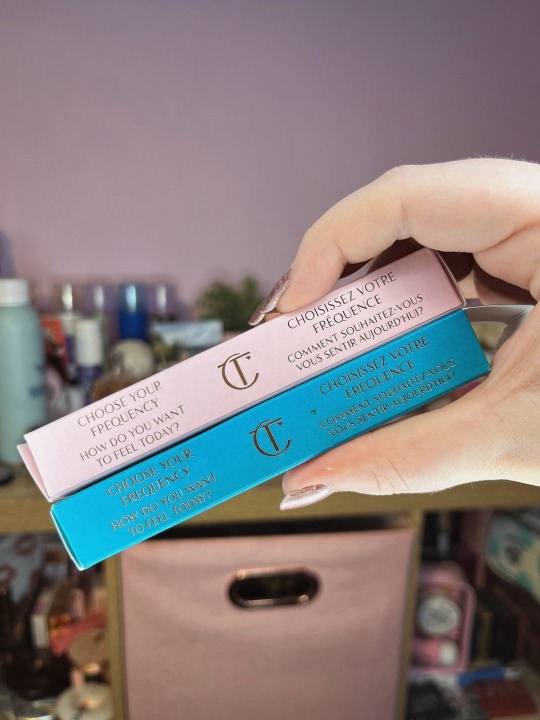 CHOOSE YOUR
FREQUENCY
HOW DO YOU WANT
TO FEEL TODAY?
CT
CHOISISSEZ VOTRE
FRÉQUENCE
COMMENT SOUHAITEZ-VOUS
VOUS SENTIR AUJOURD'HUI?
CHOOSE YOUR
FREQUENCY
HOW DO YOU WANT
TO FEEL TODAY?
CT
CHOISISSEZ VOTRE
FRÉQUENCE
COMMENT SOUHAITEZ-VOUS
VOUS SENTIR AUJOURD'HUI?